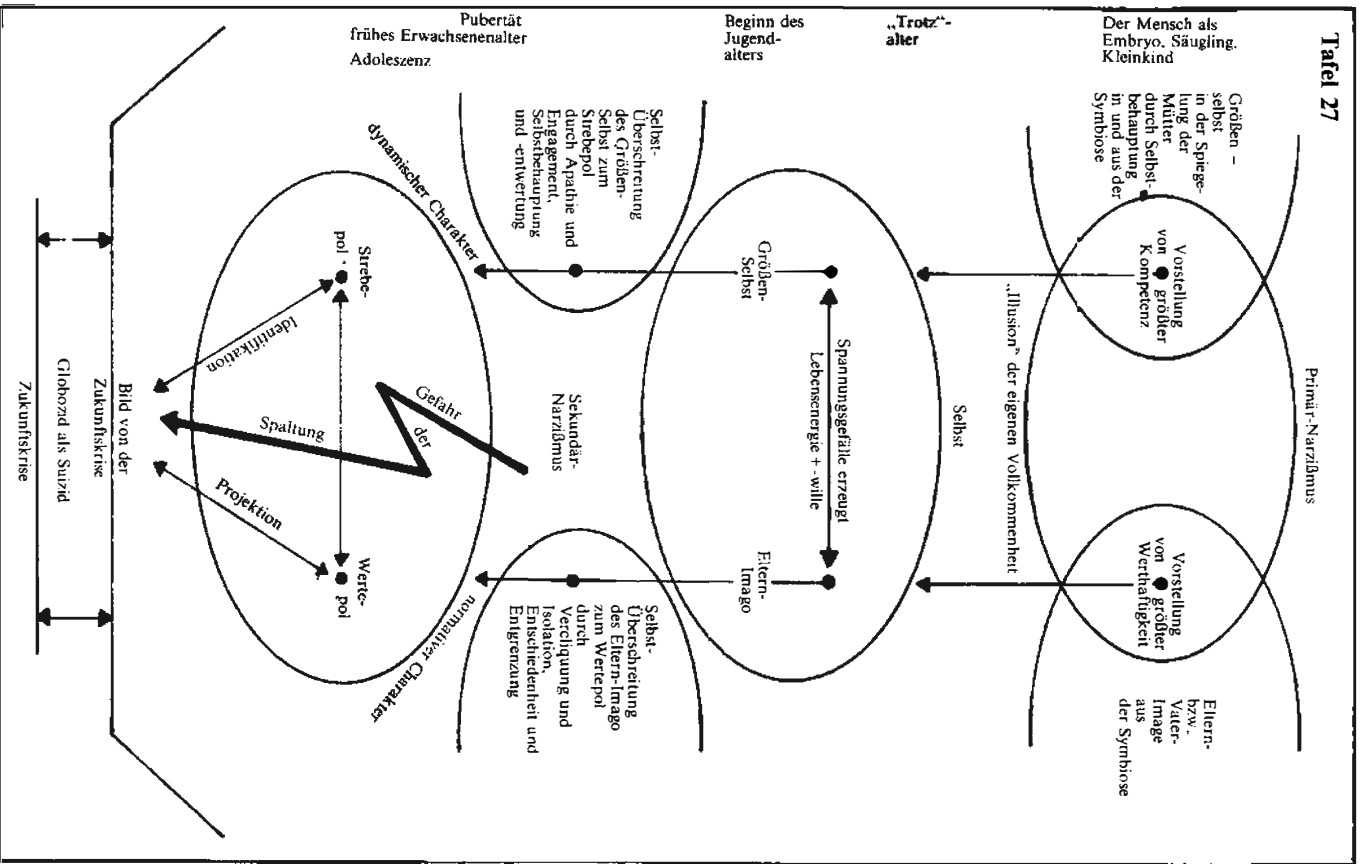 Tafel 27
Der Mensch als
Embryo, Säugling,
Kleinkind
„Trotz"-
alter
Beginn des
Jugend-
alters
Pubertät
frühes Erwachsenenalter
Adoleszenz
Primär-Narzißmus
Größen –
selbst
in der Spiege-
lung der
Mütter
durch Selbst-
behauptung
in und aus der
Symbiose
Vorstellung
von größter
Kompetenz
Vorstellung
von größter
Werthaftigkeit
Eltern-
bzw.
Vater-
Image
aus
der Symbiose
„Illusion" der eigenen Vollkommenheit
Selbst
Spannungsgefälle erzeugt
Lebensenergie + -wille
Größen-
Selbst
Eltern-
Imago
Selbst-
Überschreitung
des Größen-
Selbst zum
Strebepol
durch Apathie und
Engagement,
Selbstbehauptung
und -entwertung
Sekundär-
Narzißmus
Selbst-
Überschreitung
des Eltern-Imago
zum Wertepol
durch
Vercliquung und
Isolation,
Entschiedenheit und
Entgrenzung
dynamischer Charakter
normativer Charakter
Gefahr
der
Spaltung
Strebe-
pol
Werte-
pol
Identifikation
Projektion
Bild von der
Zukunftskrise
Globozid als Suizid
Zukunftskrise